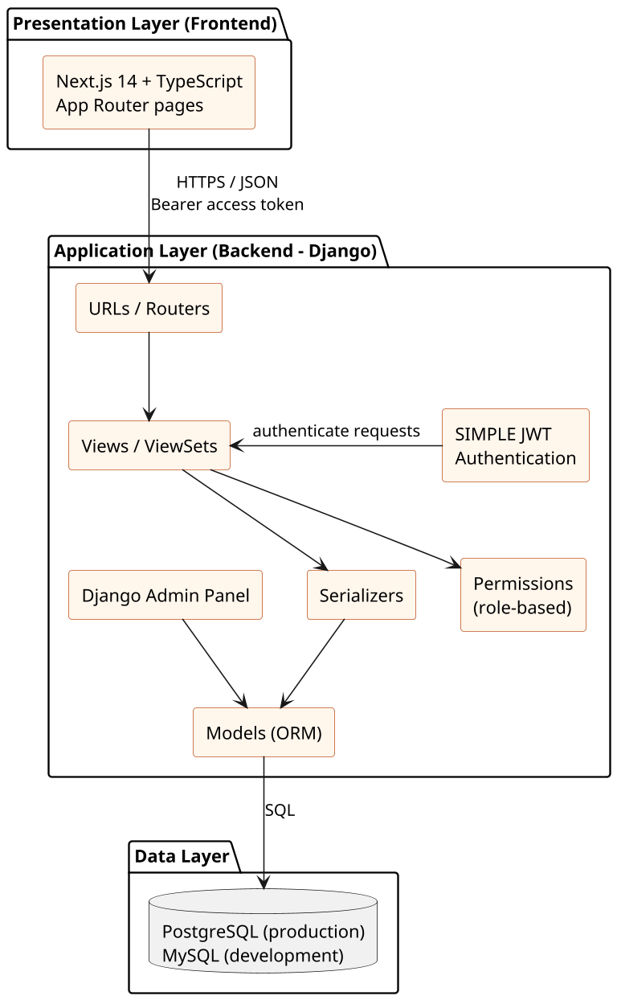 Presentation Layer (Frontend)
Next.js 14 + TypeScript
App Router pages
HTTPS / JSON
Bearer access token
Application Layer (Backend - Django)
URLs / Routers
Views / ViewSets
authenticate requests
SIMPLE JWT
Authentication
Django Admin Panel
Serializers
Permissions
(role-based)
Models (ORM)
SQL
Data Layer
PostgreSQL (production)
MySQL (development)